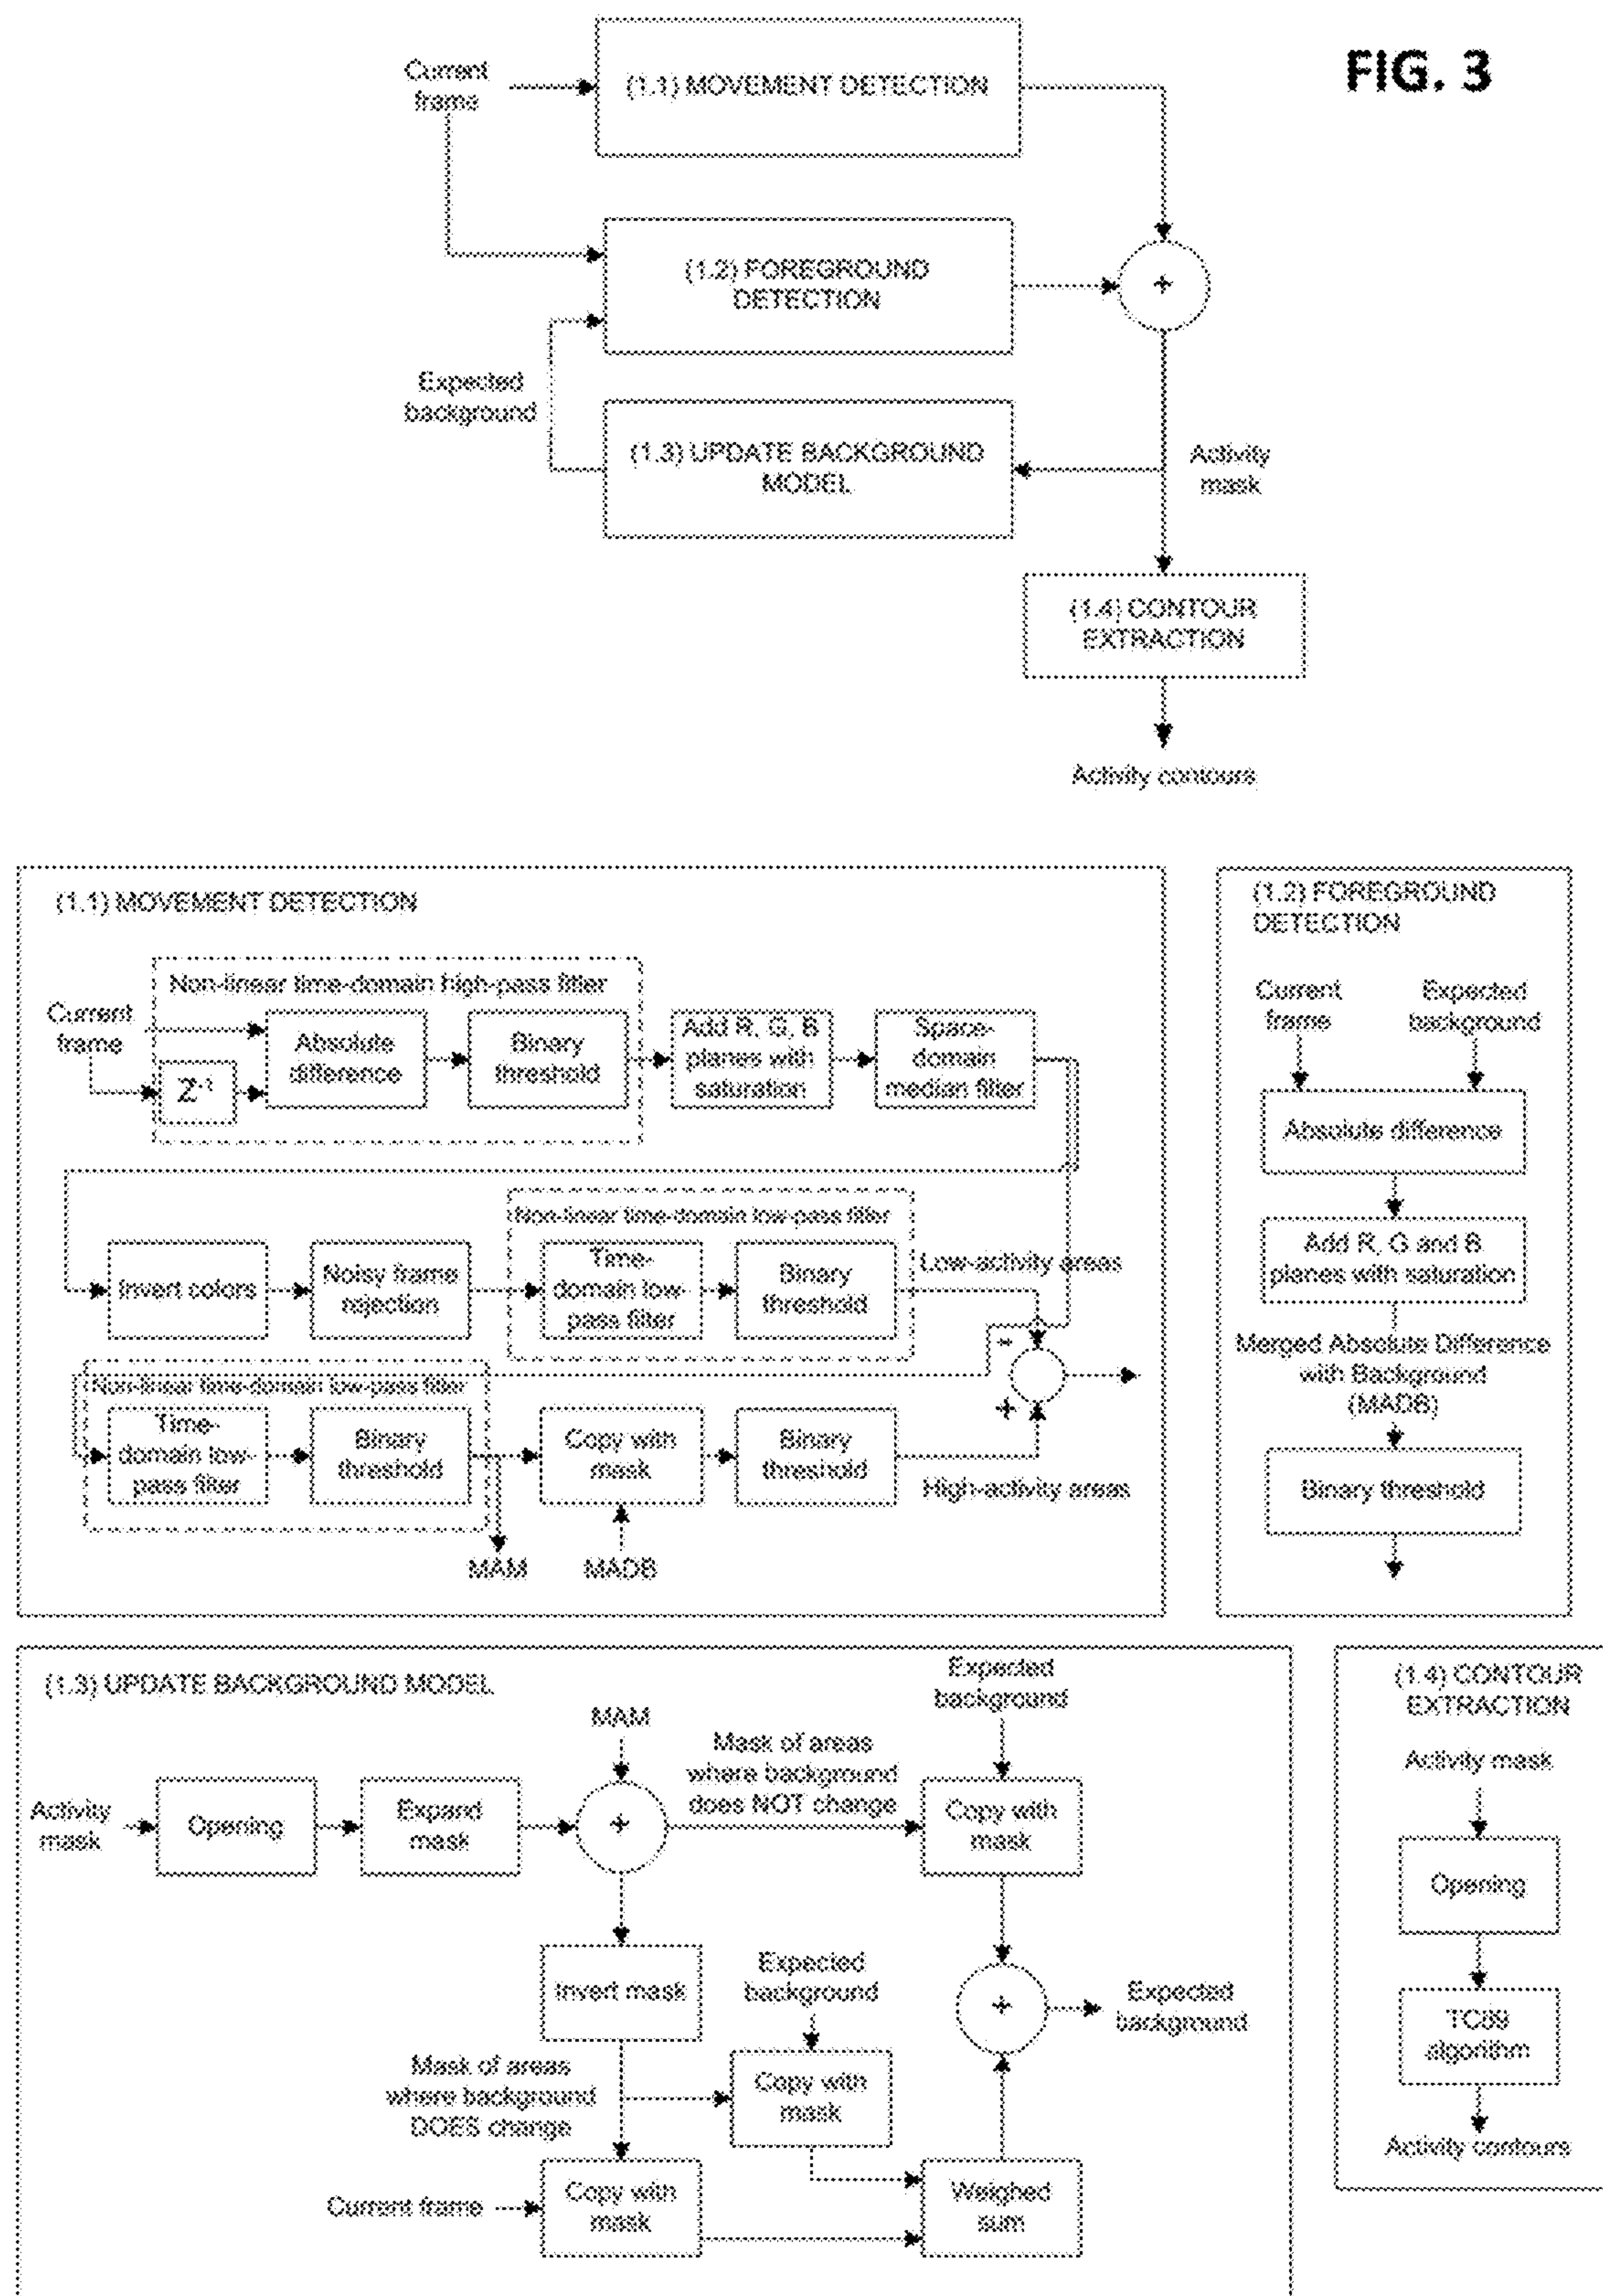 FIG. 3
Current
frame
(1.1) MOVEMENT DETECTION
(1.2) FOREGROUND
DETECTION
+
Expected
background
(1.3) UPDATE BACKGROUND
MODEL
Activity
mask
(1.4) CONTOUR
EXTRACTION
Activity contours
(1.1) MOVEMENT DETECTION
Non-linear time-domain high-pass filter
Current
frame
Z-1
Absolute
difference
Binary
threshold
Add R, G, B
planes with
saturation
Space-
domain
median filter
Invert colors
Noisy frame
rejection
Non-linear time-domain low-pass filter
Time-
domain low-
pass filter
Binary
threshold
Low-activity areas
-
+
Non-linear time-domain low-pass filter
Time-
domain low-
pass filter
Binary
threshold
Copy with
mask
Binary
threshold
High-activity areas
MAM
MADB
(1.2) FOREGROUND
DETECTION
Current
frame
Expected
background
Absolute difference
Add R, G and B
planes with saturation
Merged Absolute Difference
with Background
(MADB)
Binary threshold
(1.3) UPDATE BACKGROUND MODEL
Activity
mask
Opening
Expand
mask
MAM
+
Mask of areas
where background
does NOT change
Expected
background
Copy with
mask
Invert mask
Mask of areas
where background
DOES change
Expected
background
Copy with
mask
+
Expected
background
Current frame
Copy with
mask
Weighed
sum
(1.4) CONTOUR
EXTRACTION
Activity mask
Opening
TC89
algorithm
Activity contours